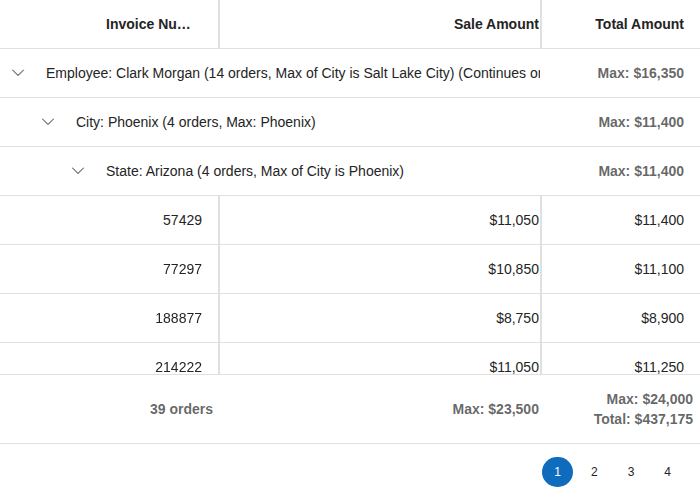 Invoice Nu… Sale Amount Total Amount
Employee: Clark Morgan (14 orders, Max of City is Salt Lake City) (Continues on Max: $16,350
City: Phoenix (4 orders, Max: Phoenix) Max: $11,400
State: Arizona (4 orders, Max of City is Phoenix) Max: $11,400
57429 $11,050 $11,400
77297 $10,850 $11,100
188877 $8,750 $8,900
214222 $11,050 $11,250
39 orders Max: $23,500 Max: $24,000
Total: $437,175
1 2 3 4